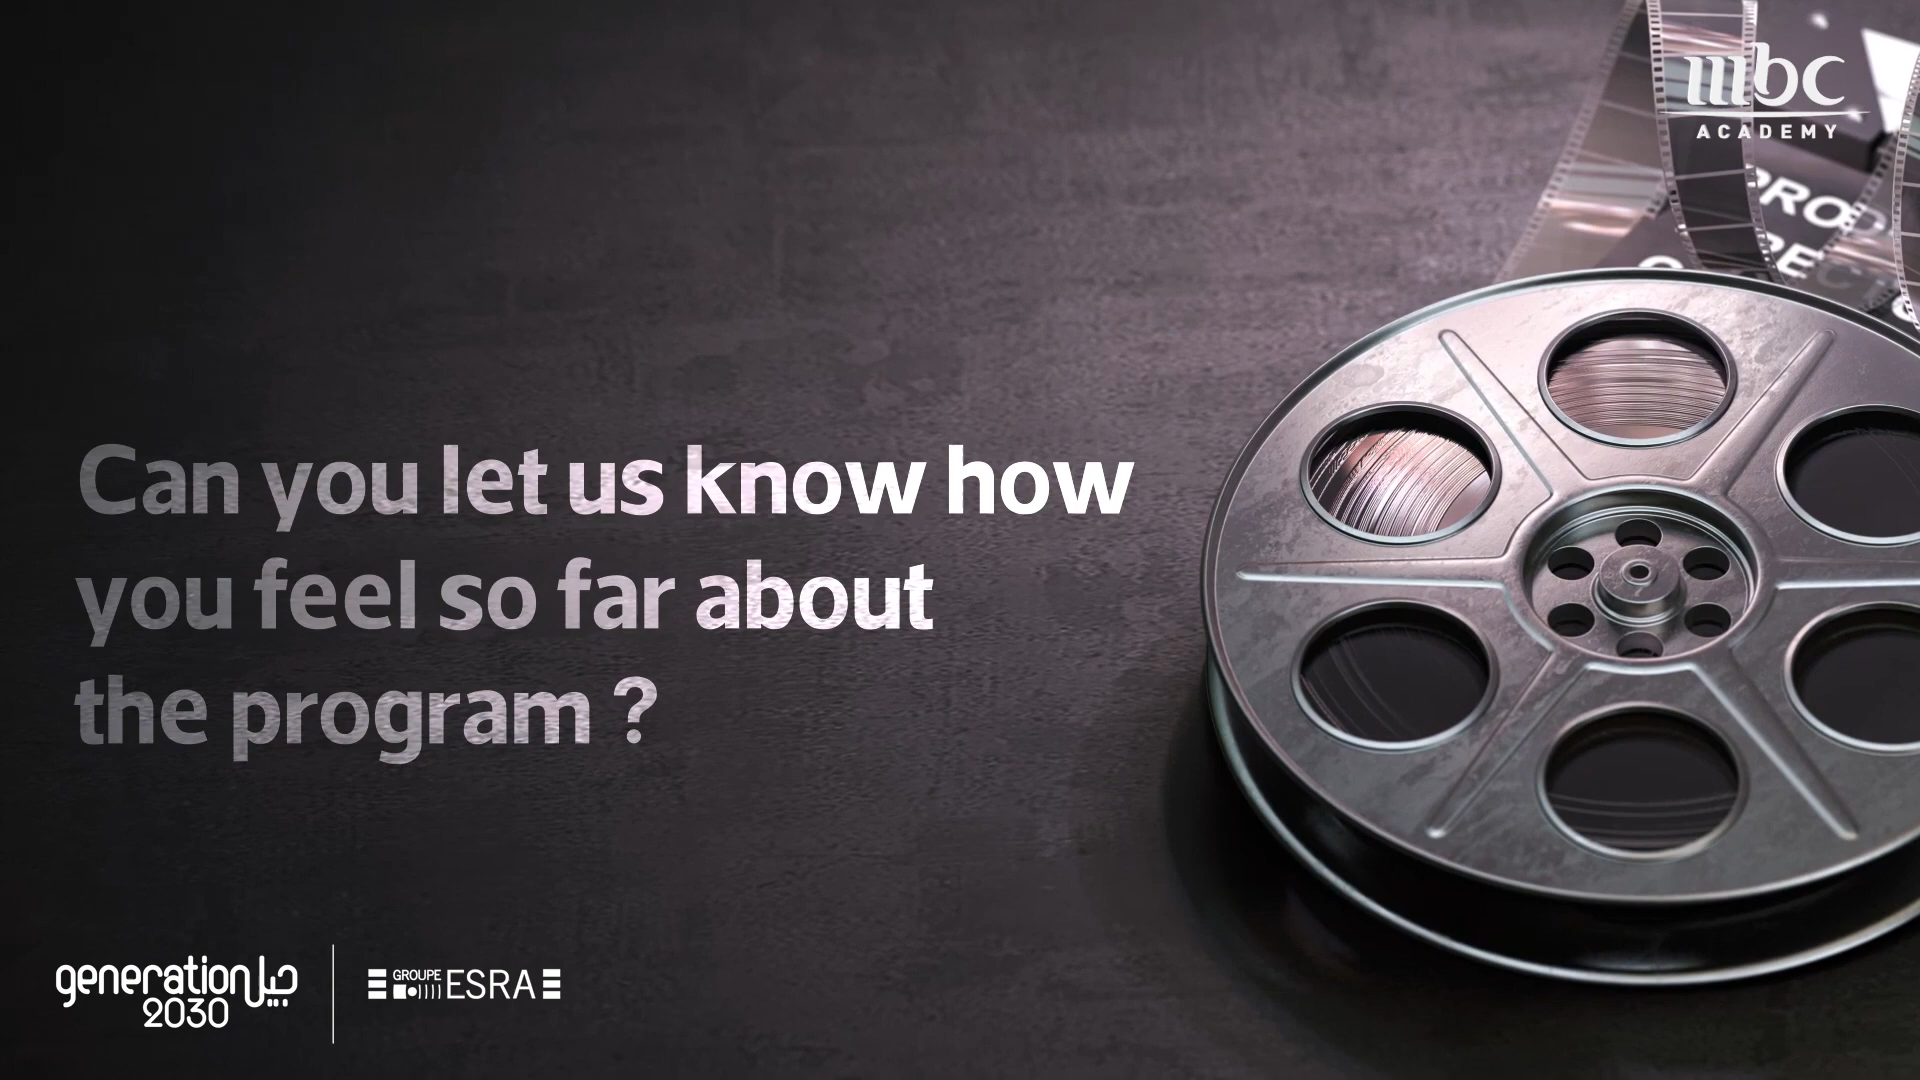 mbc
ACADEMY
Can you let us know how
you feel so far about
the program ?
generation جيل
2030
GROUPE
ESRA